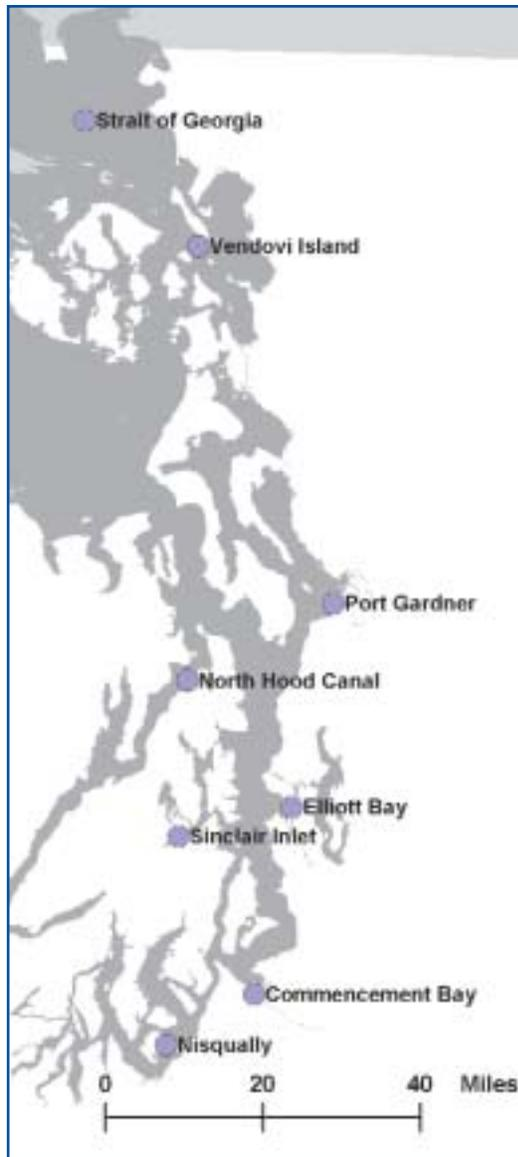 Strait of Georgia
Vendovi Island
Port Gardner
North Hood Canal
Elliott Bay
Sinclair Inlet
Commencement Bay
Nisqually
0 20 40 Miles